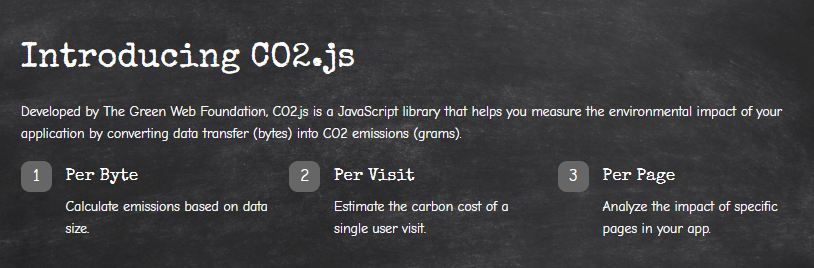 Introducing CO2.js
Developed by The Green Web Foundation, CO2.js is a JavaScript library that helps you measure the environmental impact of your
application by converting data transfer (bytes) into CO2 emissions (grams).
1 Per Byte
Calculate emissions based on data
size.
2 Per Visit
Estimate the carbon cost of a
single user visit.
3 Per Page
Analyze the impact of specific
pages in your app.